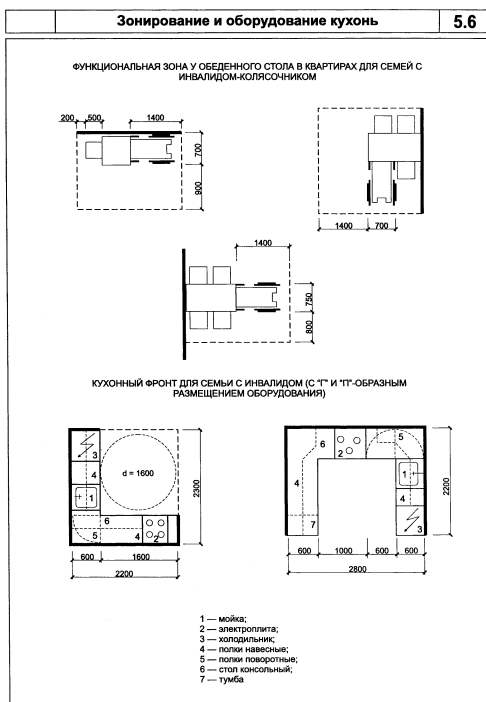 Зонирование и оборудование кухонь
5.6
ФУНКЦИОНАЛЬНАЯ ЗОНА У ОБЕДЕННОГО СТОЛА В КВАРТИРАХ ДЛЯ СЕМЕЙ С
ИНВАЛИДОМ-КОЛЯСОЧНИКОМ
200 500 1400
700
900
1400 700
1400
750
800
КУХОННЫЙ ФРОНТ ДЛЯ СЕМЬИ С ИНВАЛИДОМ (С "Г" И "П"-ОБРАЗНЫМ
РАЗМЕЩЕНИЕМ ОБОРУДОВАНИЯ)
3
4
1
d = 1600
6
5
4
2
2300
600 1600
2200
6
2
5
4
1
4
7
3
2200
600 1000 600 600
2800
1 — мойка;
2 — электроплита;
3 — холодильник;
4 — полки навесные;
5 — полки поворотные;
6 — стол консольный;
7 — тумба